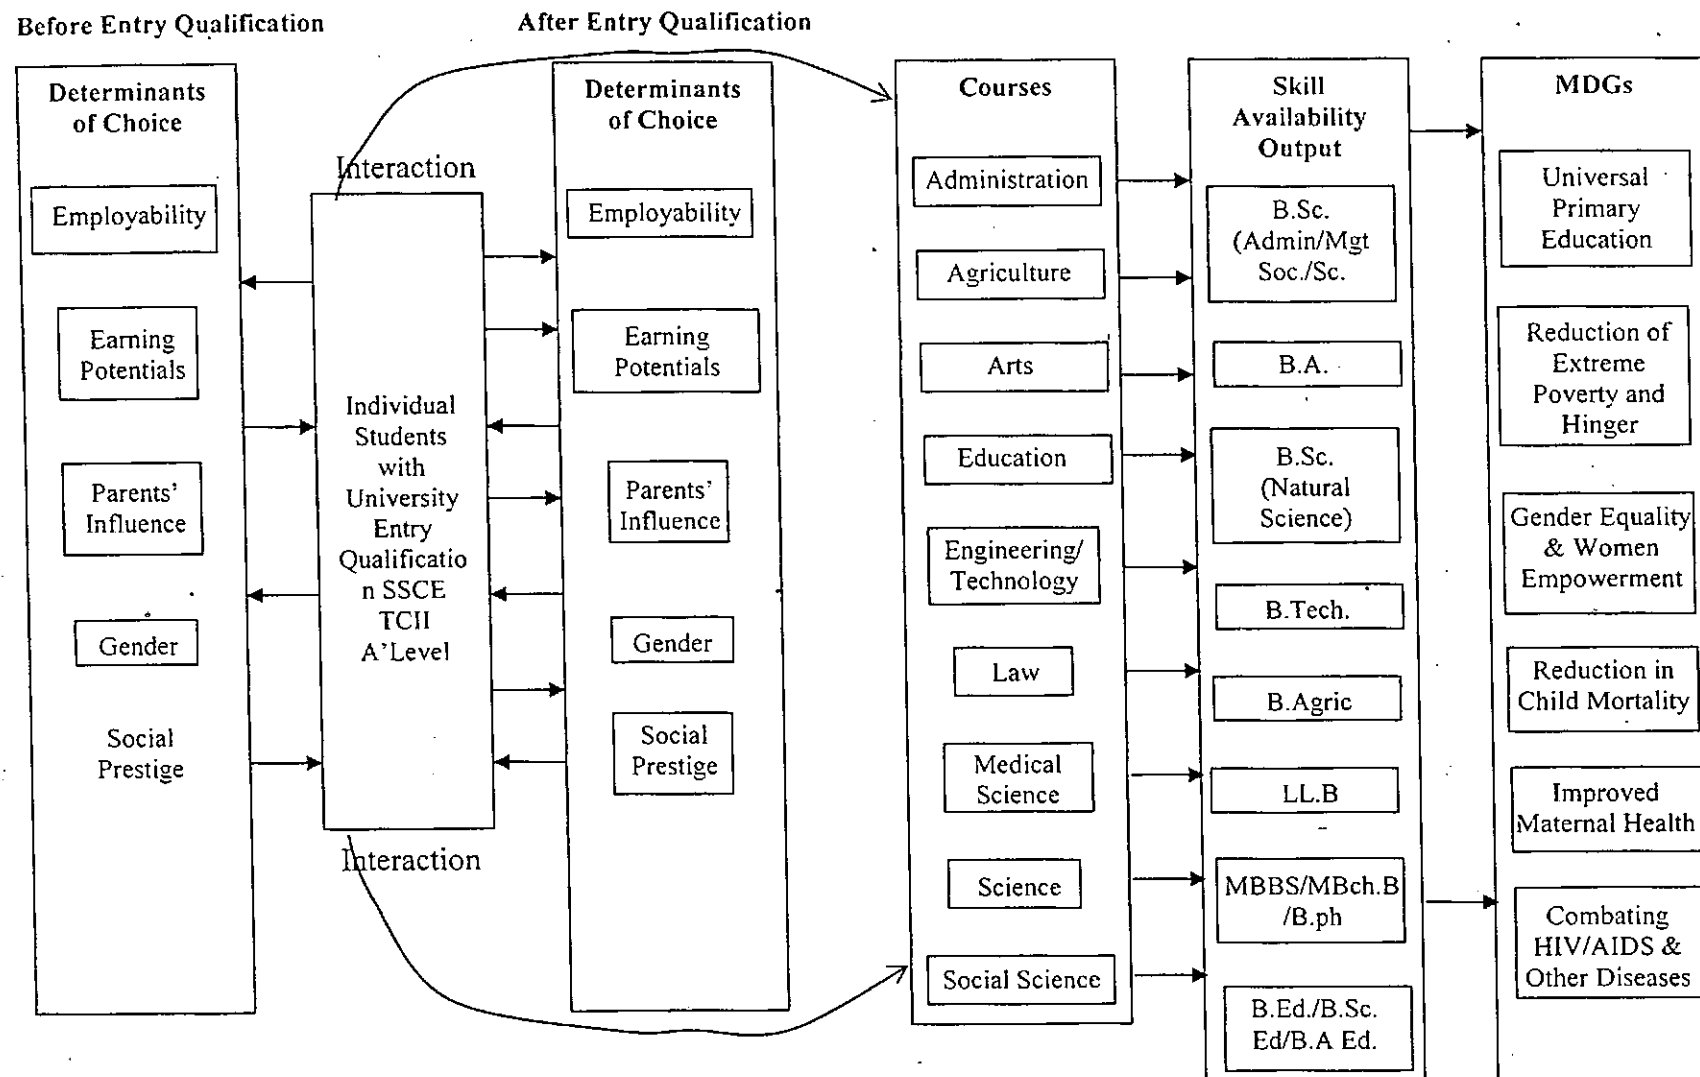 Before Entry Qualification
After Entry Qualification
Determinants
of Choice
Employability
Earning
Potentials
Parents'
Influence
Gender
Social
Prestige
Interaction
Individual
Students
with
University
Entry
Qualificatio
n SSCE
TCII
A'Level
Interaction
Determinants
of Choice
Employability
Earning
Potentials
Parents'
Influence
Gender
Social
Prestige
Courses
Administration
Agriculture
Arts
Education
Engineering/
Technology
Law
Medical
Science
Science
Social Science
Skill
Availability
Output
B.Sc.
(Admin/Mgt
Soc./Sc.
B.A.
B.Sc.
(Natural
Science)
B.Tech.
B.Agric
LL.B
MBBS/MBch.B
/B.ph
B.Ed./B.Sc.
Ed/B.A Ed.
MDGs
Universal
Primary
Education
Reduction of
Extreme
Poverty and
Hinger
Gender Equality
& Women
Empowerment
Reduction in
Child Mortality
Improved
Maternal Health
Combating
HIV/AIDS &
Other Diseases